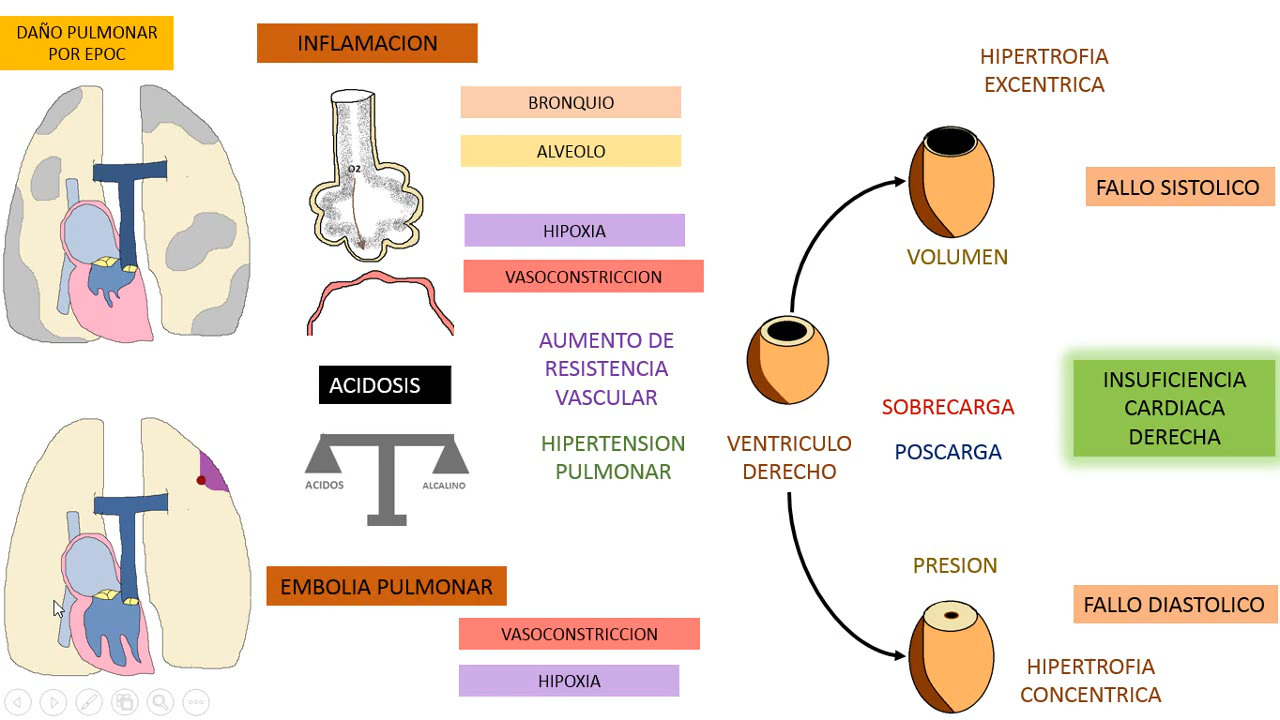 DAÑO PULMONAR
POR EPOC
INFLAMACION
BRONQUIO
ALVEOLO
O2
HIPOXIA
VASOCONSTRICCION
AUMENTO DE
RESISTENCIA
VASCULAR
ACIDOSIS
HIPERTENSION
PULMONAR
ACIDOS
ALCALINO
EMBOLIA PULMONAR
VASOCONSTRICCION
HIPOXIA
VENTRICULO
DERECHO
HIPERTROFIA
EXCENTRICA
VOLUMEN
FALLO SISTOLICO
SOBRECARGA
POSCARGA
INSUFICIENCIA
CARDIACA
DERECHA
PRESION
FALLO DIASTOLICO
HIPERTROFIA
CONCENTRICA